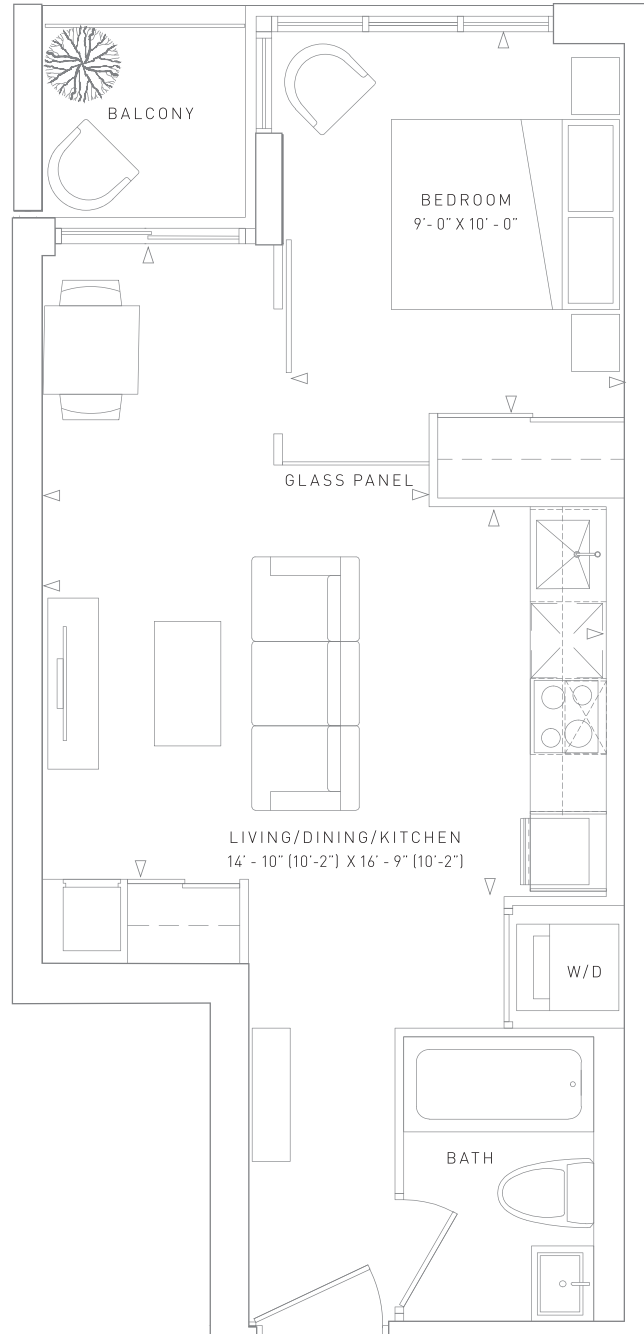 BALCONY
BEDROOM
9'- 0" X 10' - 0"
GLASS PANEL
LIVING/DINING/KITCHEN
14' - 10" (10'-2") X 16' - 9" (10'-2")
W/D
BATH